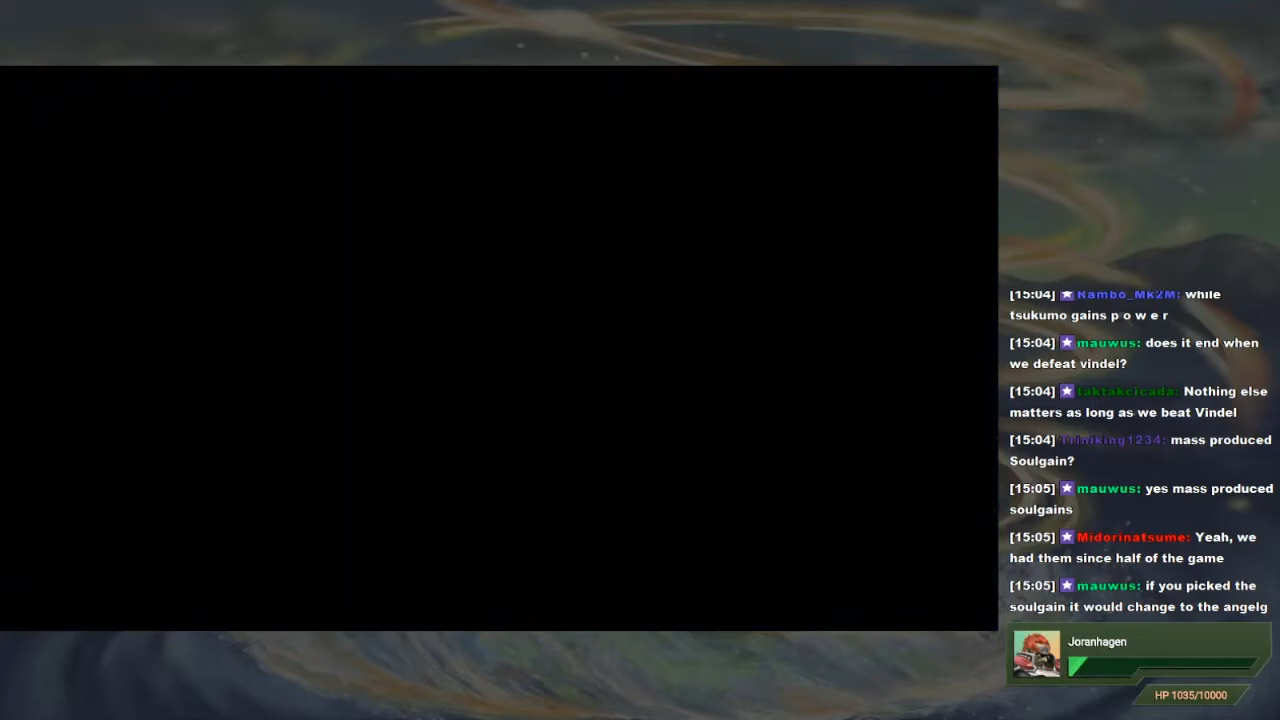 [15:04] Rambo_Mk2M: while
tsukumo gains p o w e r
[15:04] mauwus: does it end when
we defeat vindel?
[15:04] taktakcicada: Nothing else
matters as long as we beat Vindel
[15:04] Triniking1234: mass produced
Soulgain?
[15:05] mauwus: yes mass produced
soulgains
[15:05] Midorinatsume: Yeah, we
had them since half of the game
[15:05] mauwus: if you picked the
soulgain it would change to the angelg
Joranhagen
HP 1035/10000